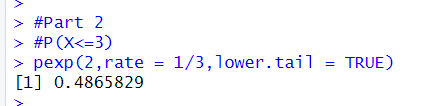 >
> #Part 2
> #P(X<=3)
> pexp(2,rate = 1/3,lower.tail = TRUE)
[1] 0.4865829
>